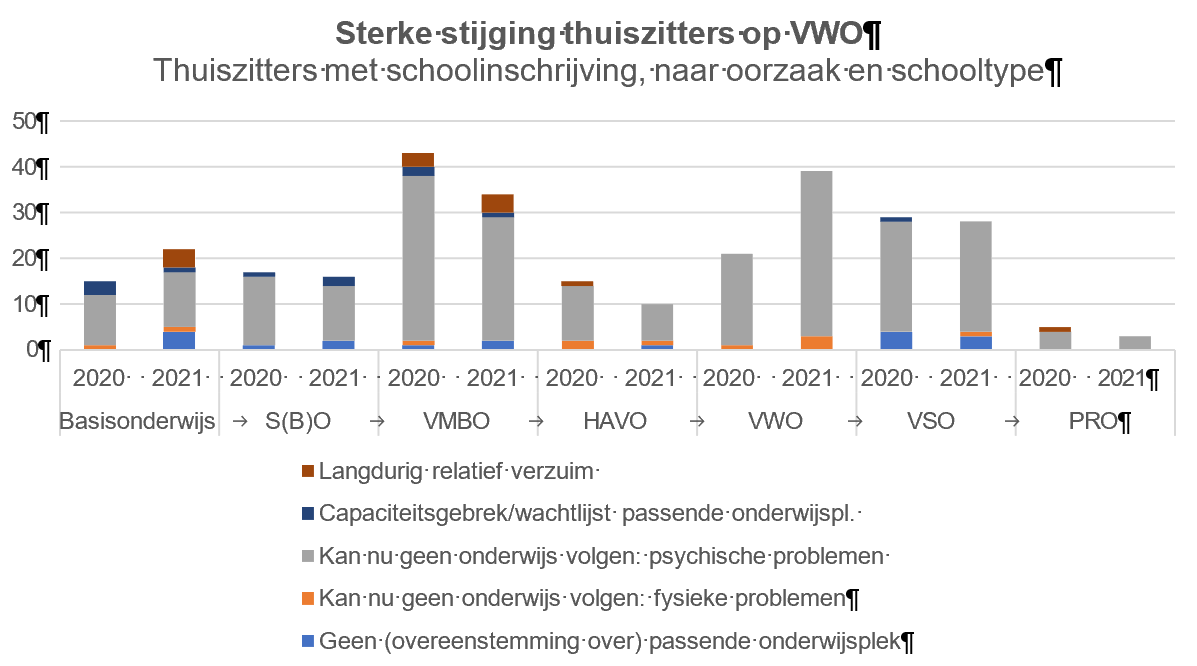 Sterke·stijging·thuiszitters·op·VWO¶
Thuiszitters·met·schoolinschrijving,·naar·oorzaak·en·schooltype¶
50¶
40¶
30¶
20¶
10¶
0¶
2020· ·2021· ·2020· ·2021· ·2020· ·2021· ·2020· ·2021· ·2020· ·2021· ·2020· ·2021· ·2020· ·2021¶
Basisonderwijs → S(B)O → VMBO → HAVO → VWO → VSO → PRO¶
Langdurig·relatief·verzuim·
Capaciteitsgebrek/wachtlijst·passende·onderwijspl.·
Kan·nu·geen·onderwijs·volgen:·psychische·problemen·
Kan·nu·geen·onderwijs·volgen:·fysieke·problemen¶
Geen·(overeenstemming·over)·passende·onderwijsplek¶